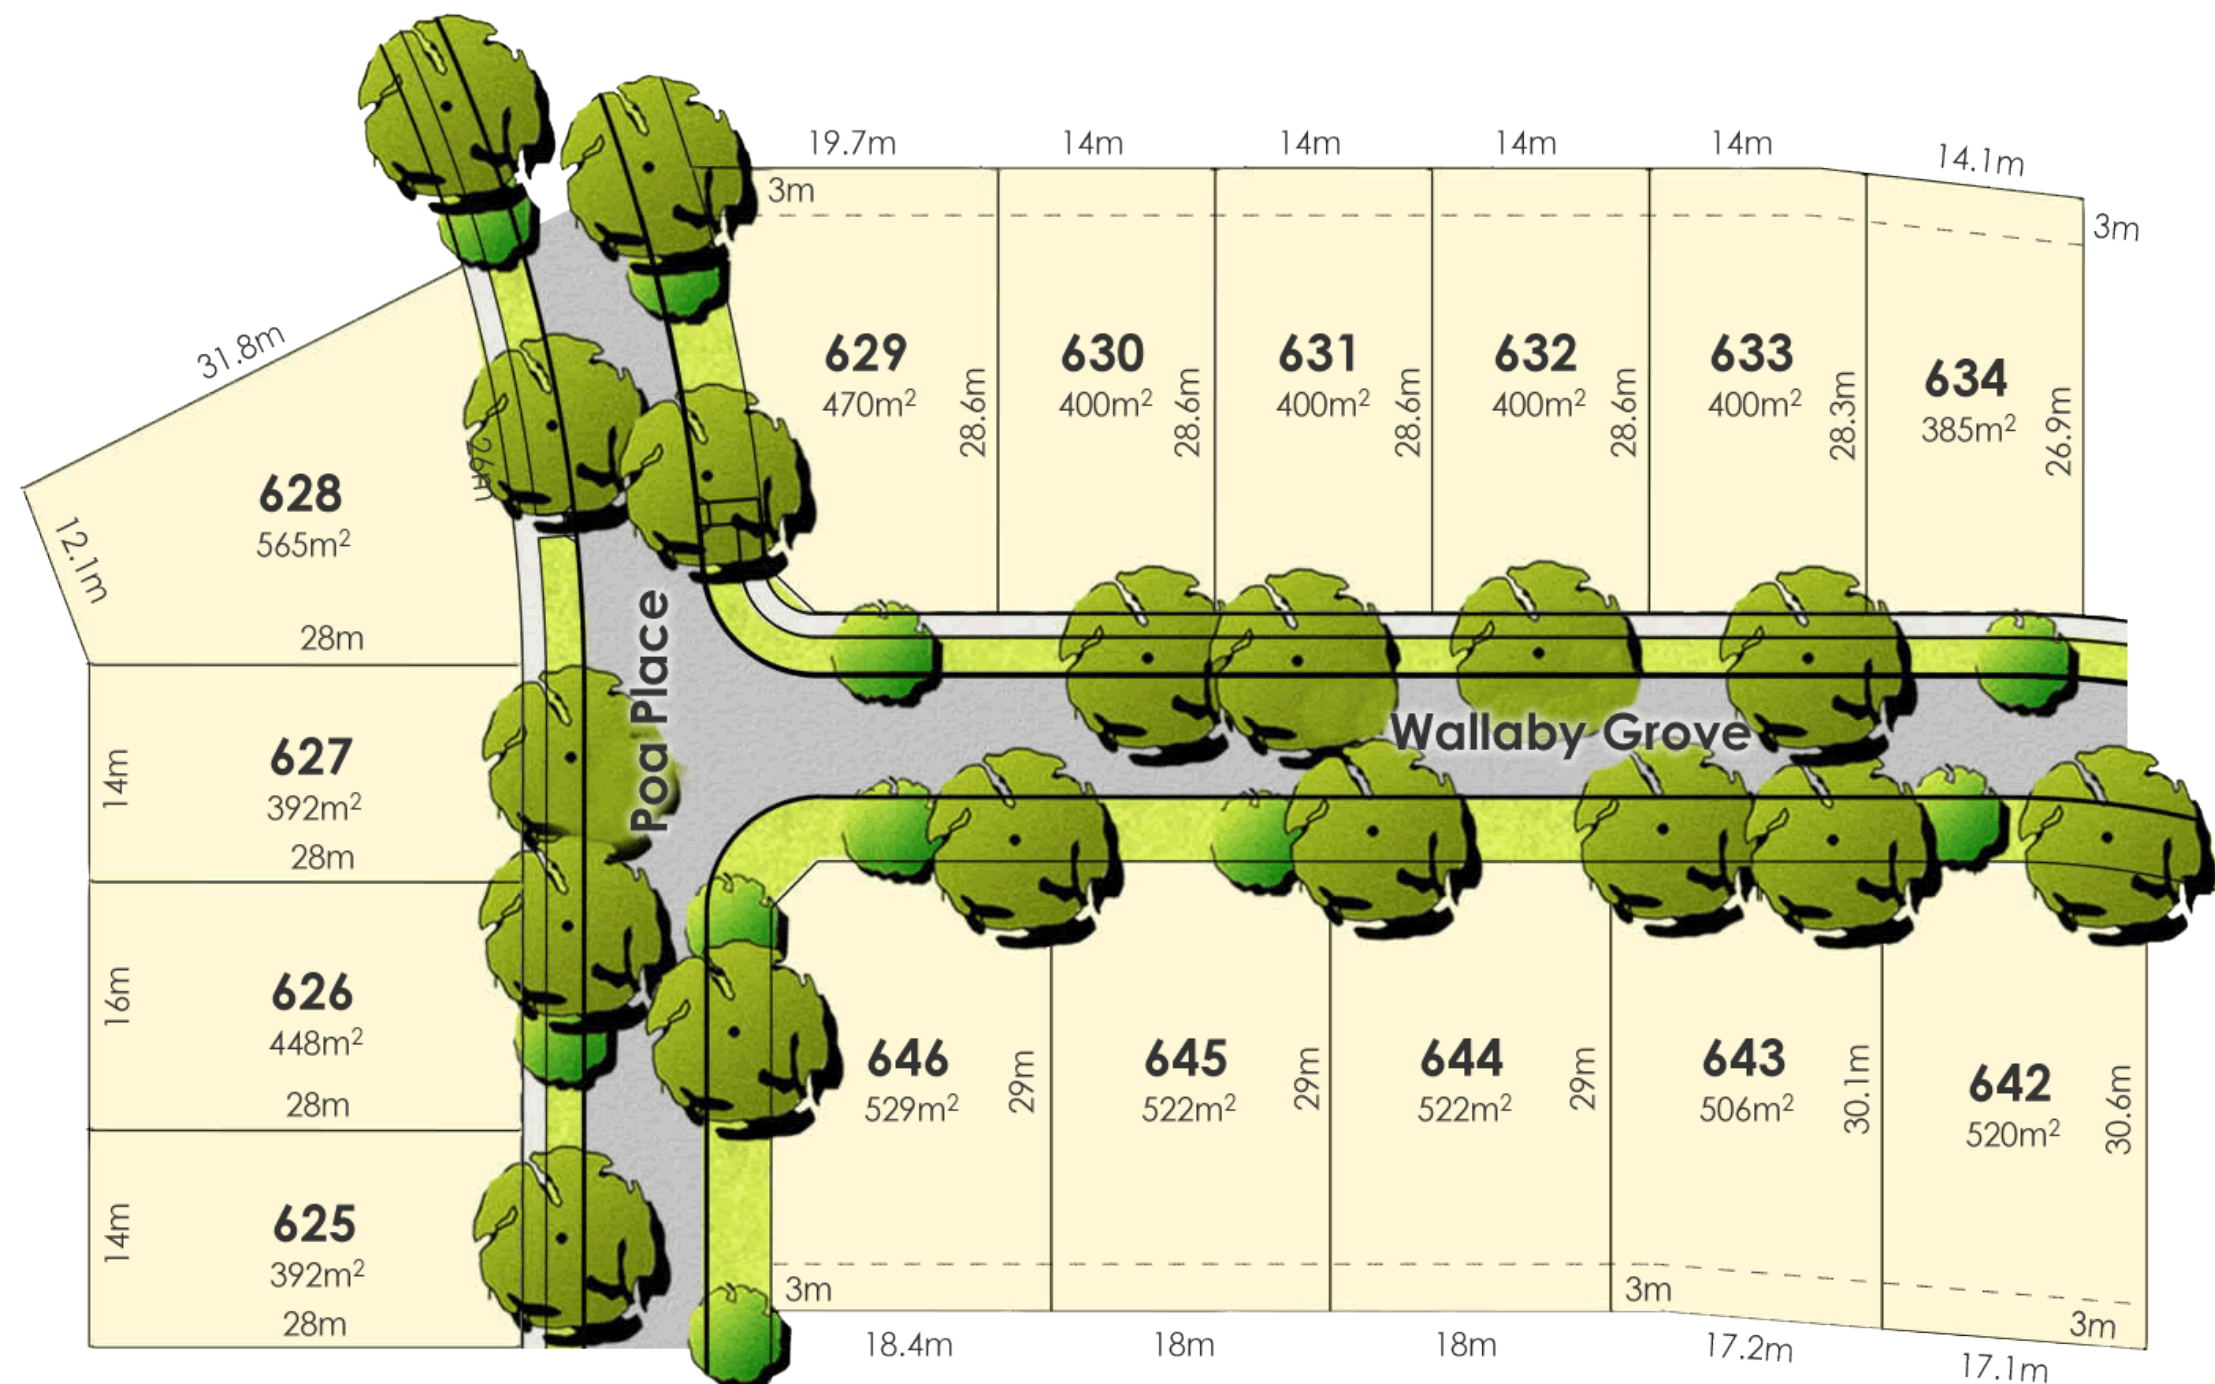 19.7m
14m
14m
14m
14m
14.1m
3m
3m
629
470m²
28.6m
630
400m²
28.6m
631
400m²
28.6m
632
400m²
28.6m
633
400m²
28.3m
634
385m²
26.9m
31.8m
26m
628
565m²
12.1m
28m
Poa Place
Wallaby Grove
627
392m²
14m
28m
626
448m²
16m
28m
625
392m²
14m
28m
646
529m²
29m
645
522m²
29m
644
522m²
29m
643
506m²
30.1m
642
520m²
30.6m
3m
3m
3m
18.4m
18m
18m
17.2m
17.1m